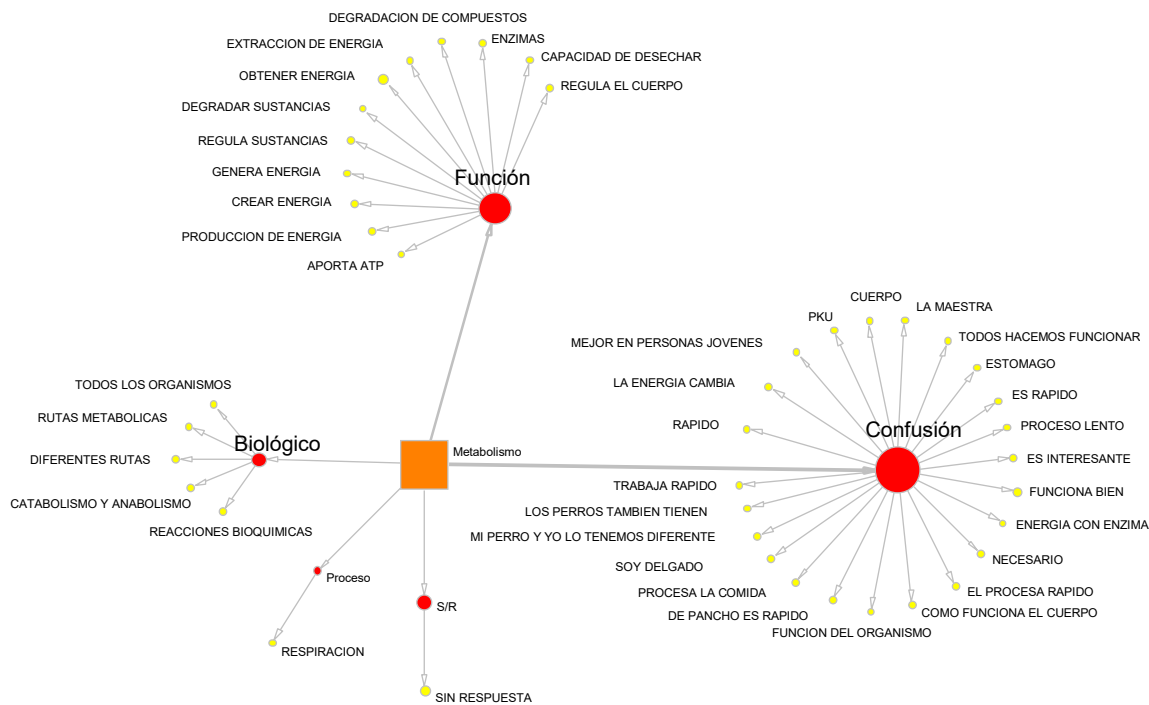 DEGRADACION DE COMPUESTOS
EXTRACCION DE ENERGIA
ENZIMAS
OBTENER ENERGIA
CAPACIDAD DE DESECHAR
DEGRADAR SUSTANCIAS
REGULA EL CUERPO
REGULA SUSTANCIAS
GENERA ENERGIA
Función
CREAR ENERGIA
PRODUCCION DE ENERGIA
APORTA ATP
CUERPO
LA MAESTRA
PKU
TODOS HACEMOS FUNCIONAR
MEJOR EN PERSONAS JOVENES
ESTOMAGO
LA ENERGIA CAMBIA
ES RAPIDO
RAPIDO
Confusión
PROCESO LENTO
ES INTERESANTE
TRABAJA RAPIDO
FUNCIONA BIEN
LOS PERROS TAMBIEN TIENEN
ENERGIA CON ENZIMA
MI PERRO Y YO LO TENEMOS DIFERENTE
NECESARIO
SOY DELGADO
EL PROCESA RAPIDO
PROCESA LA COMIDA
COMO FUNCIONA EL CUERPO
DE PANCHO ES RAPIDO
FUNCION DEL ORGANISMO
TODOS LOS ORGANISMOS
RUTAS METABOLICAS
Biológico
Metabolismo
DIFERENTES RUTAS
CATABOLISMO Y ANABOLISMO
REACCIONES BIOQUIMICAS
Proceso
S/R
RESPIRACION
SIN RESPUESTA